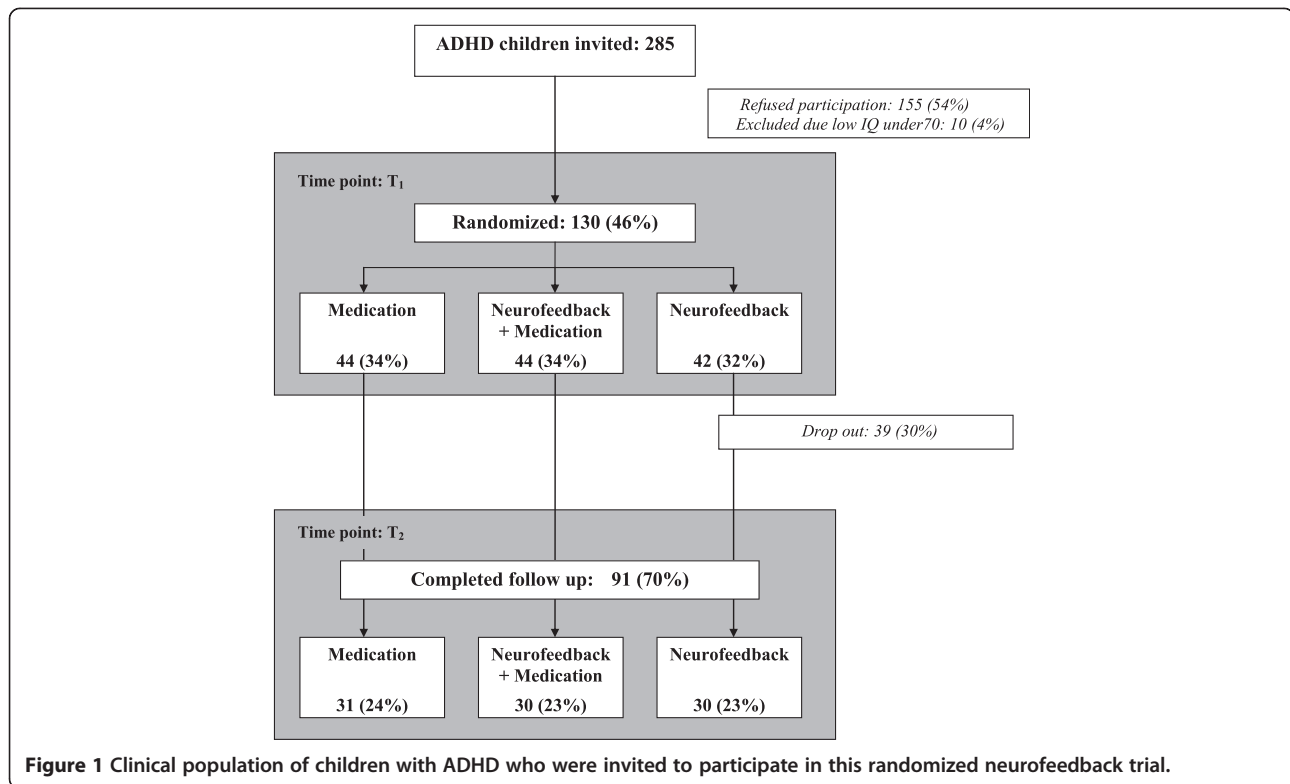 ADHD children invited: 285
Refused participation: 155 (54%)
Excluded due low IQ under70: 10 (4%)
Time point: T₁
Randomized: 130 (46%)
Medication
44 (34%)
Neurofeedback
+ Medication
44 (34%)
Neurofeedback
42 (32%)
Drop out: 39 (30%)
Time point: T₂
Completed follow up: 91 (70%)
Medication
31 (24%)
Neurofeedback
+ Medication
30 (23%)
Neurofeedback
30 (23%)
Figure 1 Clinical population of children with ADHD who were invited to participate in this randomized neurofeedback trial.